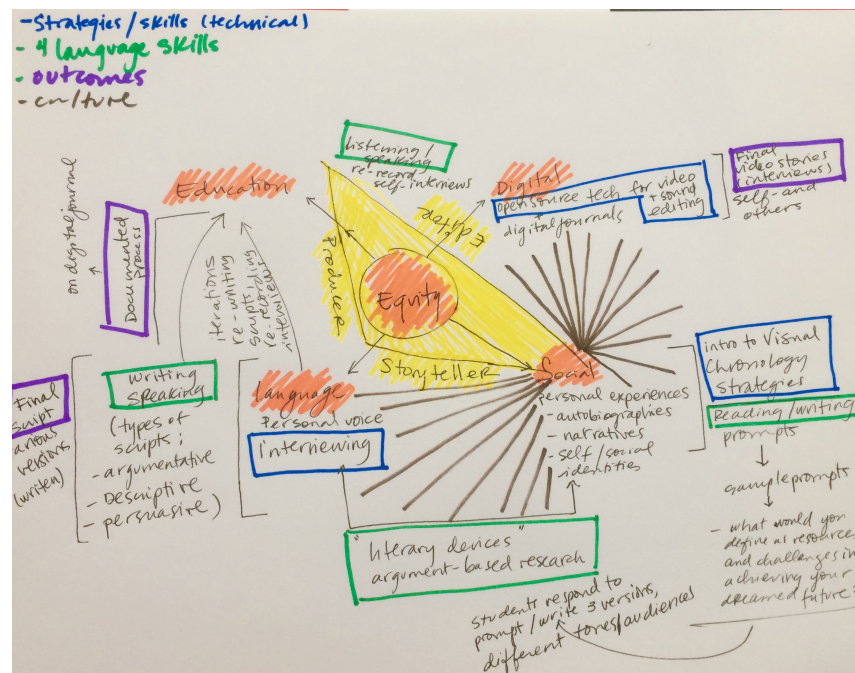 - Strategies / skills (technical)
- 4 language skills
- outcomes
- culture
listening /
speaking
re-record
self-interviews
Education
Digital
open source tech for video
+ sound
editing
+
digital journals
Final
video stories
(interviews)
self- and
others
on digital journal
Documented
Process
iterations
re-writing
scripts/
re-recording
interviews
Producer
Editor
Equity
Storyteller
Social
personal experiences
- autobiographies
- narratives
- self / social
identities
intro to Visual
Chronology
Strategies
Reading/writing
prompts
sample prompts
- what would you
define as resources
and challenges in
achieving your
dreamed future?
Final
script
various
versions
(writen)
writing
speaking
(types of
scripts;
- argumentative
- Descriptive
- persuasive)
language
Personal voice
interviewing
"literary devices"
argument-based research
students respond to
prompt/write 3 versions,
different tones/audiences